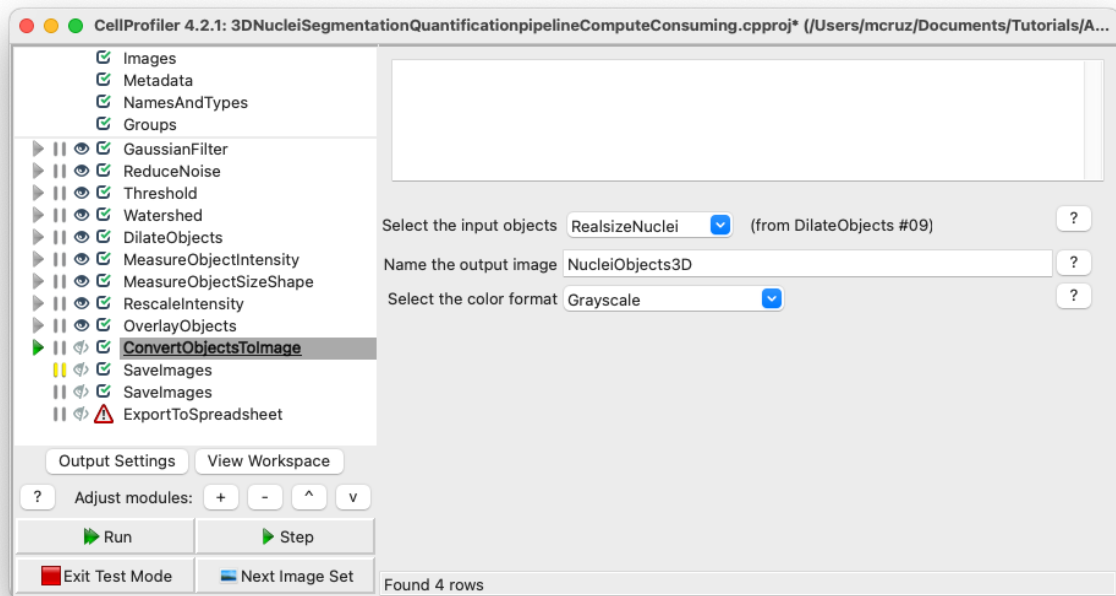 CellProfiler 4.2.1: 3DNucleiSegmentationQuantificationpipelineComputeConsuming.cpproj* (/Users/mcruz/Documents/Tutorials/A...
Images
Metadata
NamesAndTypes
Groups
GaussianFilter
ReduceNoise
Threshold
Watershed
DilateObjects
MeasureObjectIntensity
MeasureObjectSizeShape
RescaleIntensity
OverlayObjects
ConvertObjectsToImage
SaveImages
SaveImages
ExportToSpreadsheet
Output Settings View Workspace
? Adjust modules: + - ^ v
Run Step
Exit Test Mode Next Image Set
Select the input objects RealsizeNuclei (from DilateObjects #09) ?
Name the output image NucleiObjects3D ?
Select the color format Grayscale ?
Found 4 rows